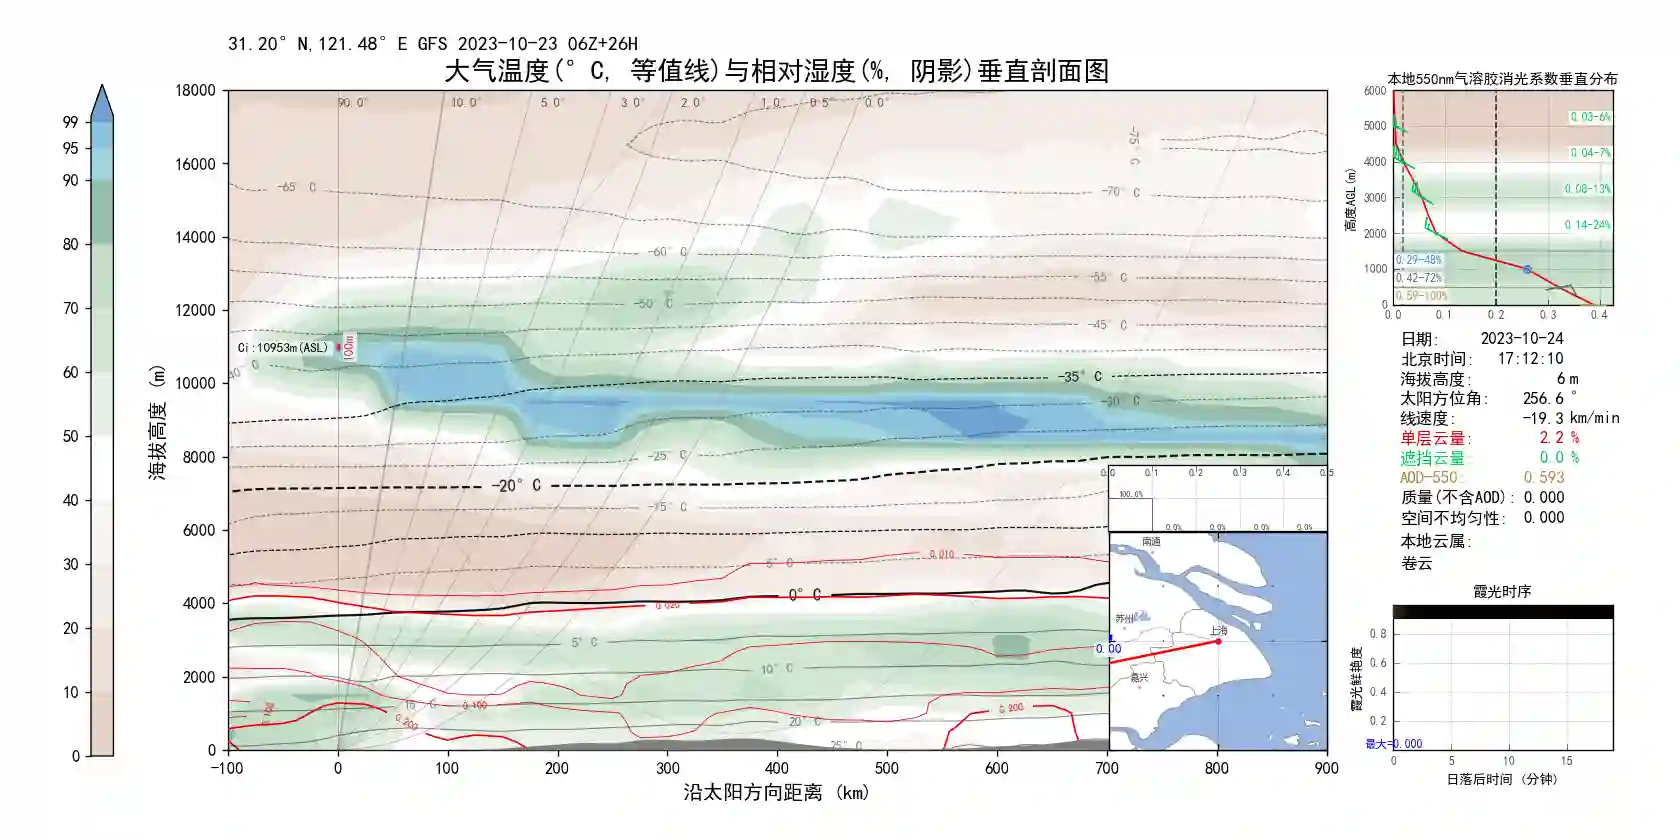 31.20°N,121.48°E GFS 2023-10-23 06Z+26H
大气温度(°C, 等值线)与相对湿度(%, 阴影)垂直剖面图
99
95
90
80
70
60
50
40
30
20
10
0
海拔高度 (m)
18000
16000
14000
12000
10000
8000
6000
4000
2000
0
90.0° 10.0° 5.0° 3.0° 2.0° 1.0° 0.5° 0.0°
-75°C
-65°C
-70°C
-60°C
-55°C
-50°C
-45°C
Ci:10953m(ASL)
100m
-35°C
-30°C
-25°C
-20°C
-15°C
0.010
0°C
0.020
5°C
10°C
0.100
0.200
0.200
20°C
25°C
-100 0 100 200 300 400 500 600 700 800 900
沿太阳方向距离 (km)
0.0 0.1 0.2 0.3 0.4 0.5
100.0%
0.0% 0.0% 0.0% 0.0%
0.00
南通
苏州
上海
嘉兴
本地550nm气溶胶消光系数垂直分布
高度AGL(m)
6000
5000
4000
3000
2000
1000
0
0.03-6%
0.04-7%
0.08-13%
0.14-24%
0.29-48%
0.42-72%
0.59-100%
0.0 0.1 0.2 0.3 0.4
日期: 2023-10-24
北京时间: 17:12:10
海拔高度: 6 m
太阳方位角: 256.6 °
线速度: -19.3 km/min
单层云量: 2.2 %
遮挡云量: 0.0 %
AOD-550: 0.593
质量(不含AOD): 0.000
空间不均匀性: 0.000
本地云属:
卷云
霞光时序
霞光鲜艳度
0.8
0.6
0.4
0.2
最大=0.000
0 5 10 15
日落后时间 (分钟)